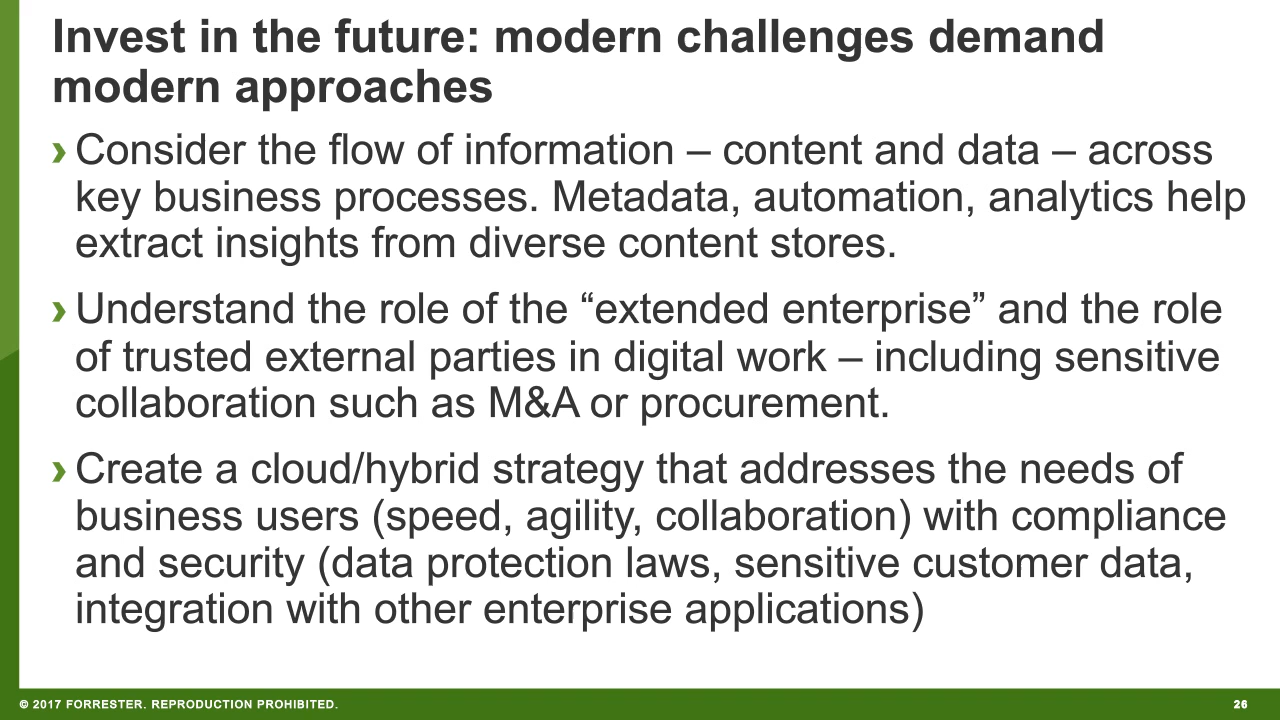 Invest in the future: modern challenges demand
modern approaches
› Consider the flow of information – content and data – across
key business processes. Metadata, automation, analytics help
extract insights from diverse content stores.
› Understand the role of the “extended enterprise” and the role
of trusted external parties in digital work – including sensitive
collaboration such as M&A or procurement.
› Create a cloud/hybrid strategy that addresses the needs of
business users (speed, agility, collaboration) with compliance
and security (data protection laws, sensitive customer data,
integration with other enterprise applications)
© 2017 FORRESTER. REPRODUCTION PROHIBITED.
26